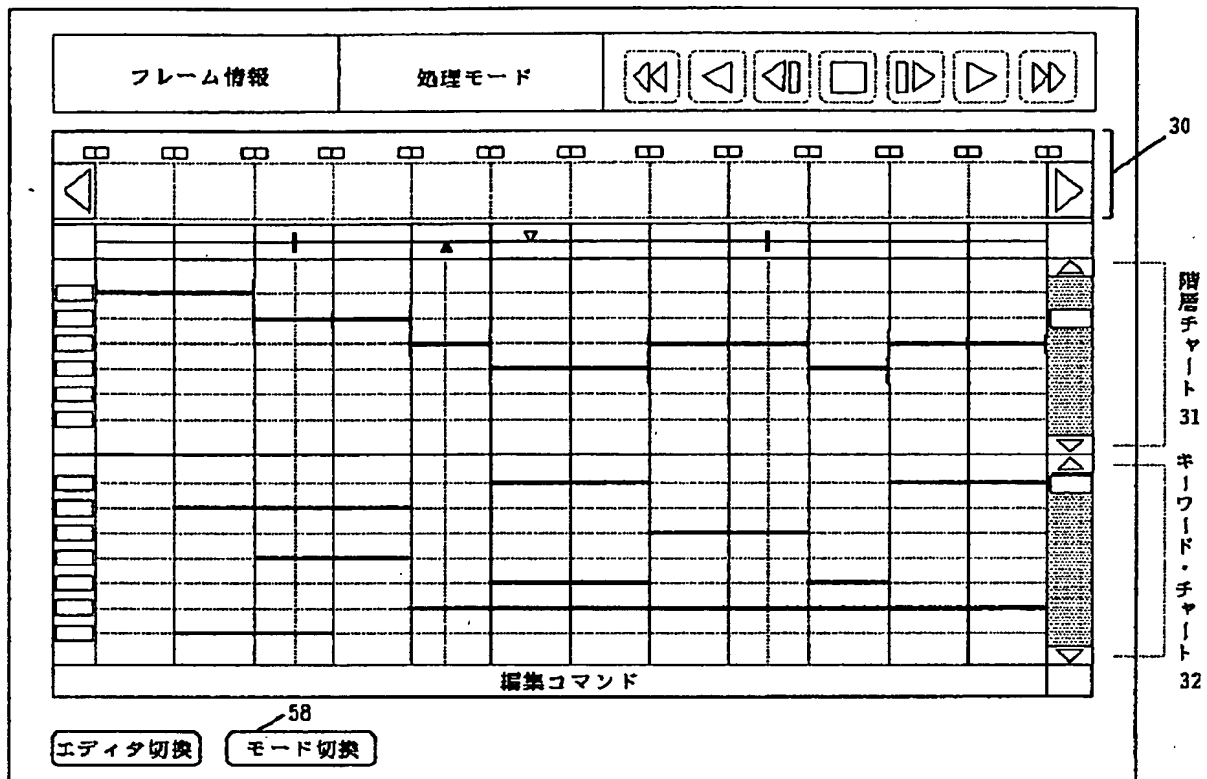 フレーム情報
処理モード
30
階層チャート 31
キーワード・チャート 32
編集コマンド
58
エディタ切換
モード切換